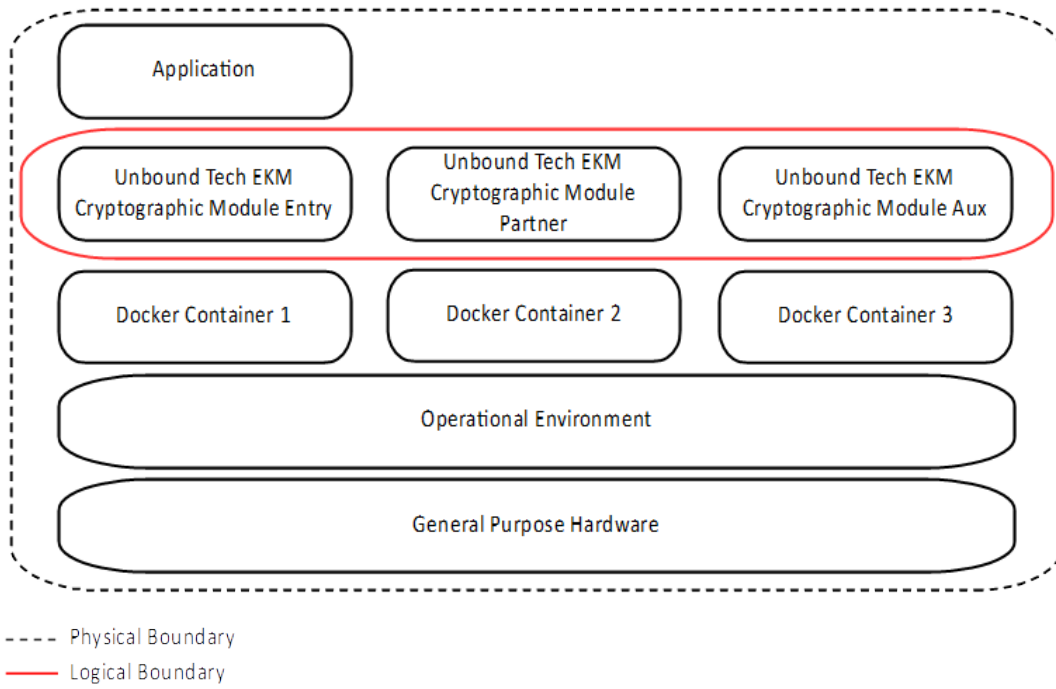 Application
Unbound Tech EKM
Cryptographic Module Entry
Unbound Tech EKM
Cryptographic Module
Partner
Unbound Tech EKM
Cryptographic Module Aux
Docker Container 1
Docker Container 2
Docker Container 3
Operational Environment
General Purpose Hardware
Physical Boundary
Logical Boundary